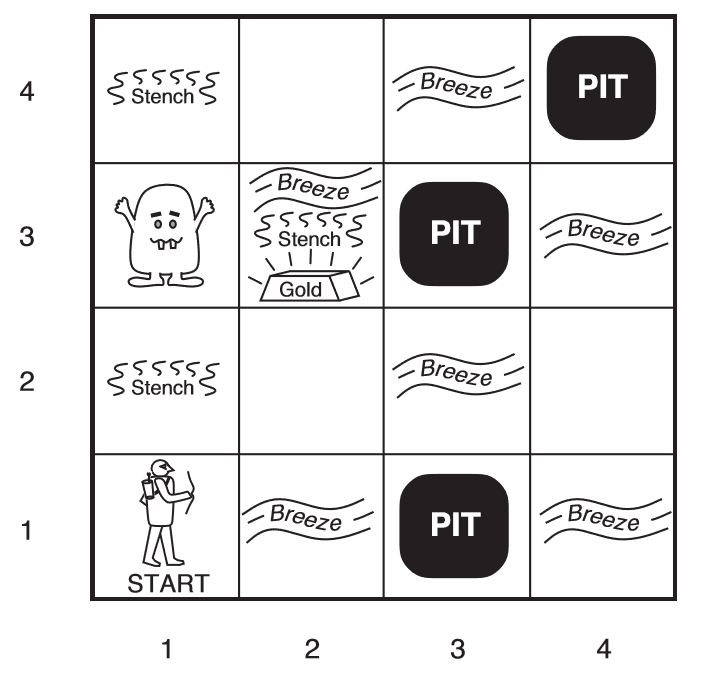 4
Stench
Breeze
PIT
3
Breeze
Stench
Gold
PIT
Breeze
2
Stench
Breeze
1
START
Breeze
PIT
Breeze
1 2 3 4